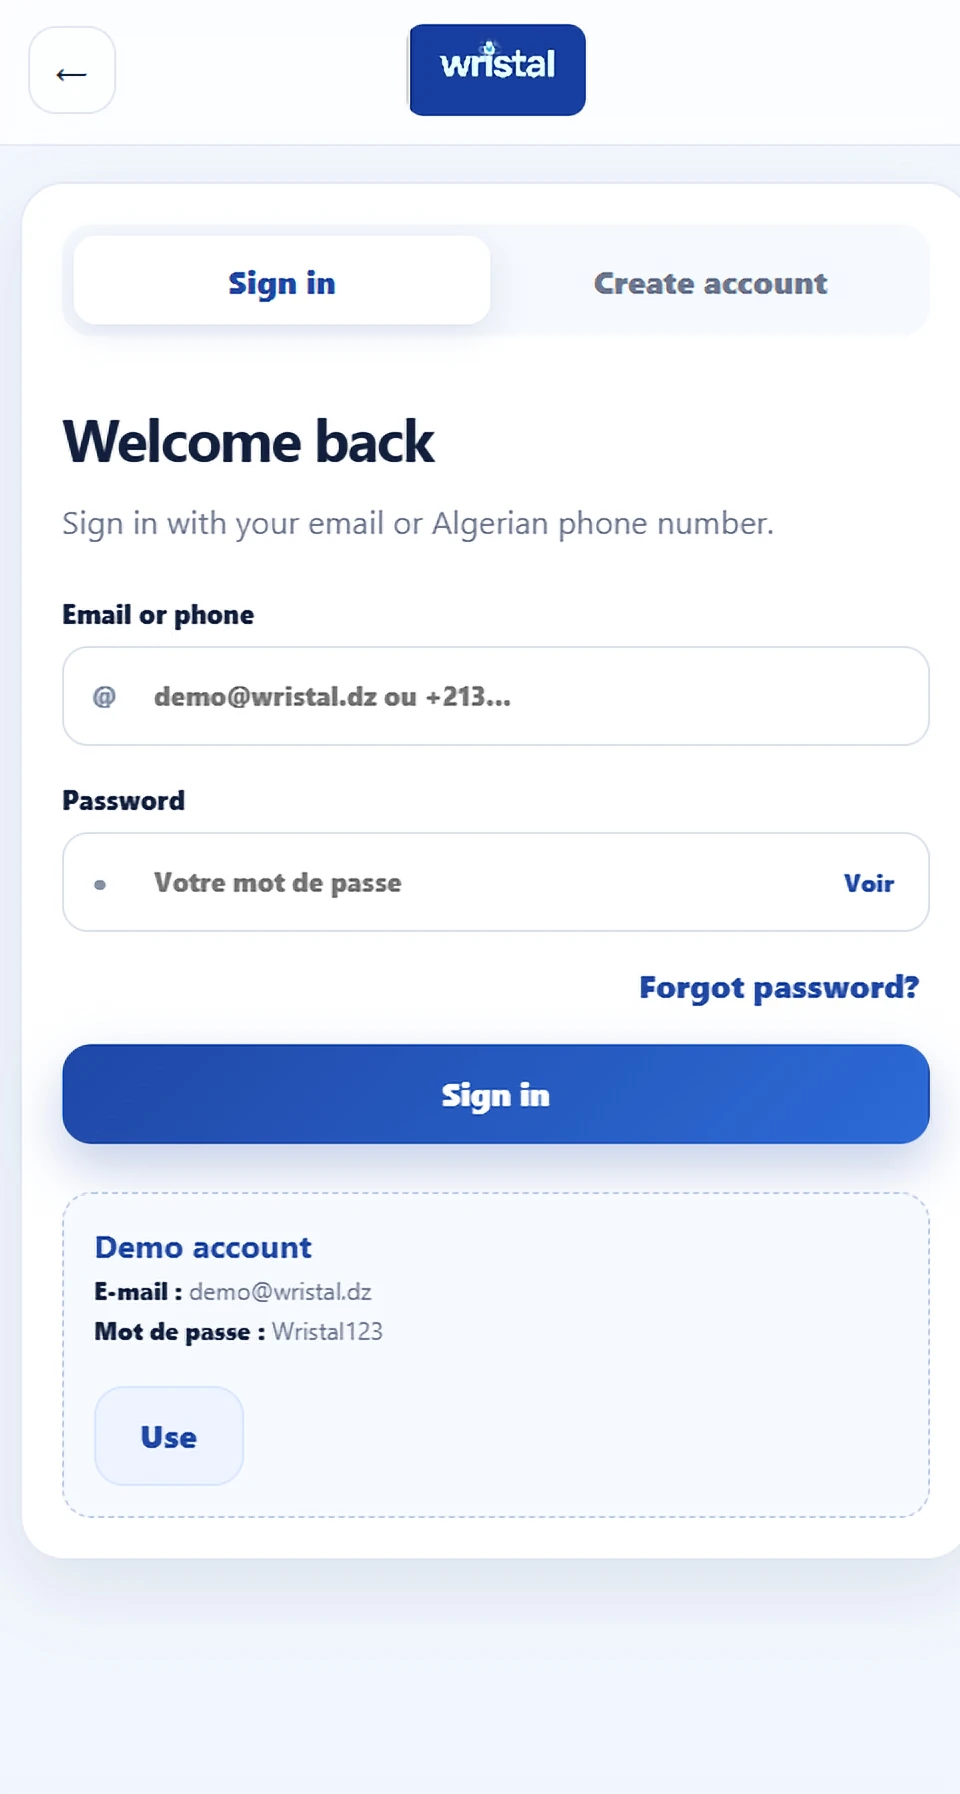 ←
wristal
Sign in
Create account
Welcome back
Sign in with your email or Algerian phone number.
Email or phone
@ demo@wristal.dz ou +213...
Password
• Votre mot de passe Voir
Forgot password?
Sign in
Demo account
E-mail : demo@wristal.dz
Mot de passe : Wristal123
Use